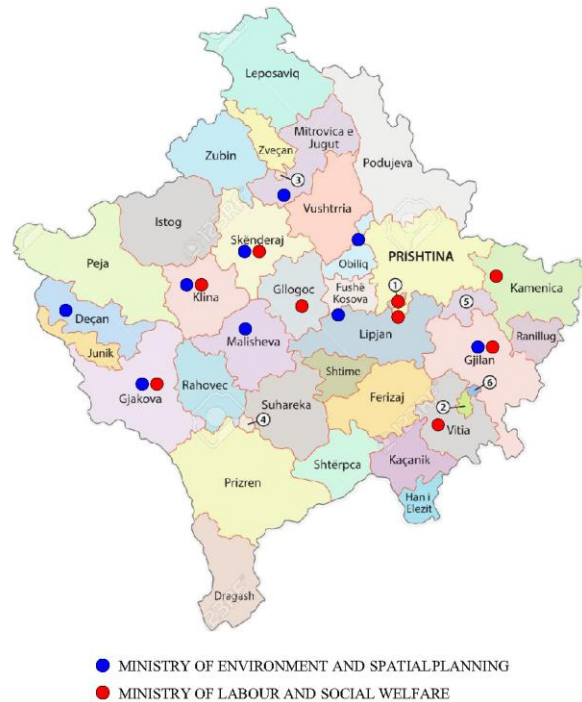 Leposaviq
Mitrovica e
Jugut
Zveçan
Zubin
Podujeva
3
Istog
Vushtrria
Skënderaj
Peja
Obiliq
PRISHTINA
Klina
Gllogoc
Fushë
Kosova
1
Kamenica
5
Deçan
Malisheva
Lipjan
Ranillug
Junik
Gjilan
Shtime
6
Gjakova
Rahovec
Ferizaj
2
Suhareka
4
Vitia
Shtërpca
Kaçanik
Prizren
Han i
Elezit
Dragash
MINISTRY OF ENVIRONMENT AND SPATIALPLANNING
MINISTRY OF LABOUR AND SOCIAL WELFARE